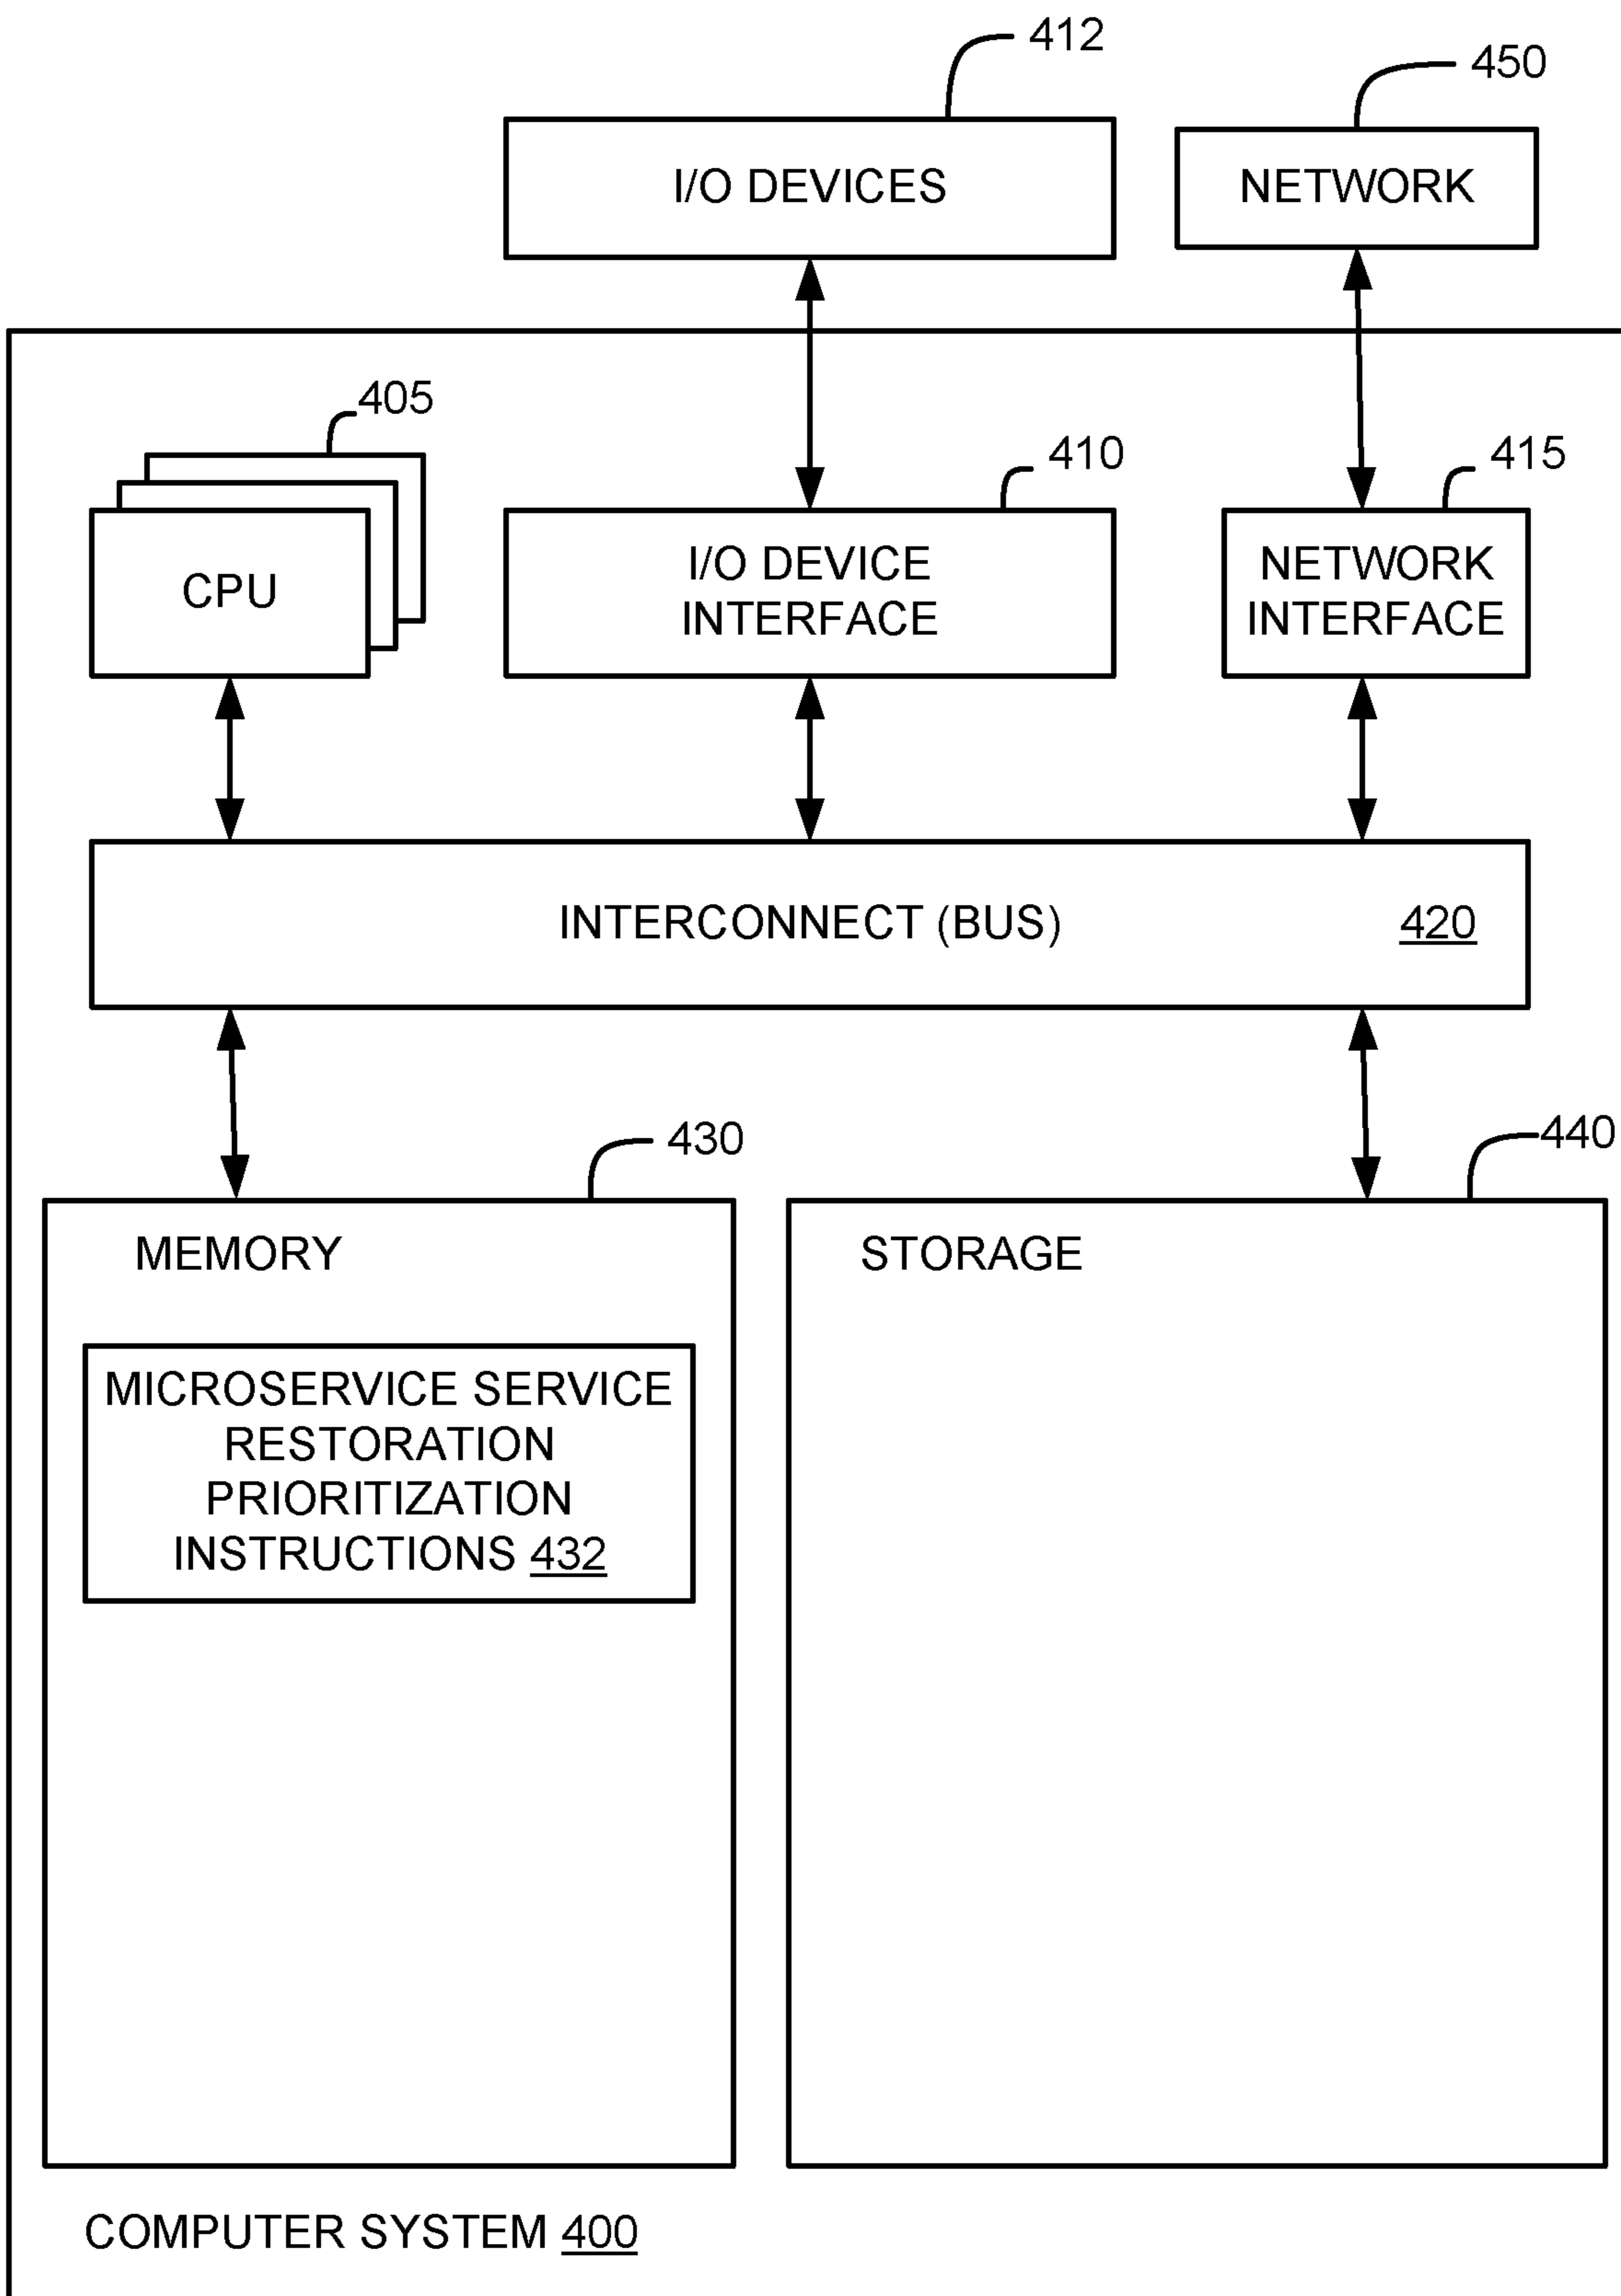 412
450
I/O DEVICES
NETWORK
405
410
415
CPU
I/O DEVICE
INTERFACE
NETWORK
INTERFACE
INTERCONNECT (BUS)
420
430
440
MEMORY
STORAGE
MICROSERVICE SERVICE
RESTORATION
PRIORITIZATION
INSTRUCTIONS 432
COMPUTER SYSTEM 400